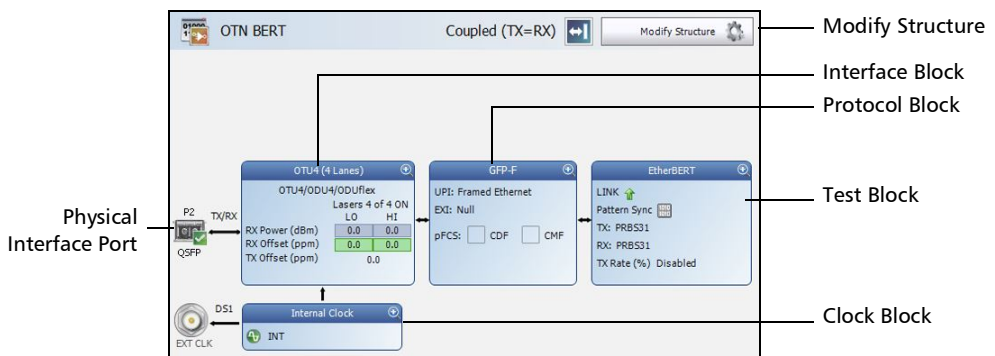 OTN BERT
Coupled (TX=RX)
Modify Structure
Modify Structure
Interface Block
Protocol Block
Test Block
Clock Block
Physical
Interface Port
P2
TX/RX
QSFP
OTU4 (4 Lanes)
OTU4/ODU4/ODUflex
Lasers 4 of 4 ON
LO HI
RX Power (dBm) 0.0 0.0
RX Offset (ppm) 0.0 0.0
TX Offset (ppm) 0.0
GFP-F
UPI: Framed Ethernet
EXI: Null
pFCS: CDF CMF
EtherBERT
LINK
Pattern Sync
TX: PRBS31
RX: PRBS31
TX Rate (%) Disabled
DS1
EXT CLK
Internal Clock
INT